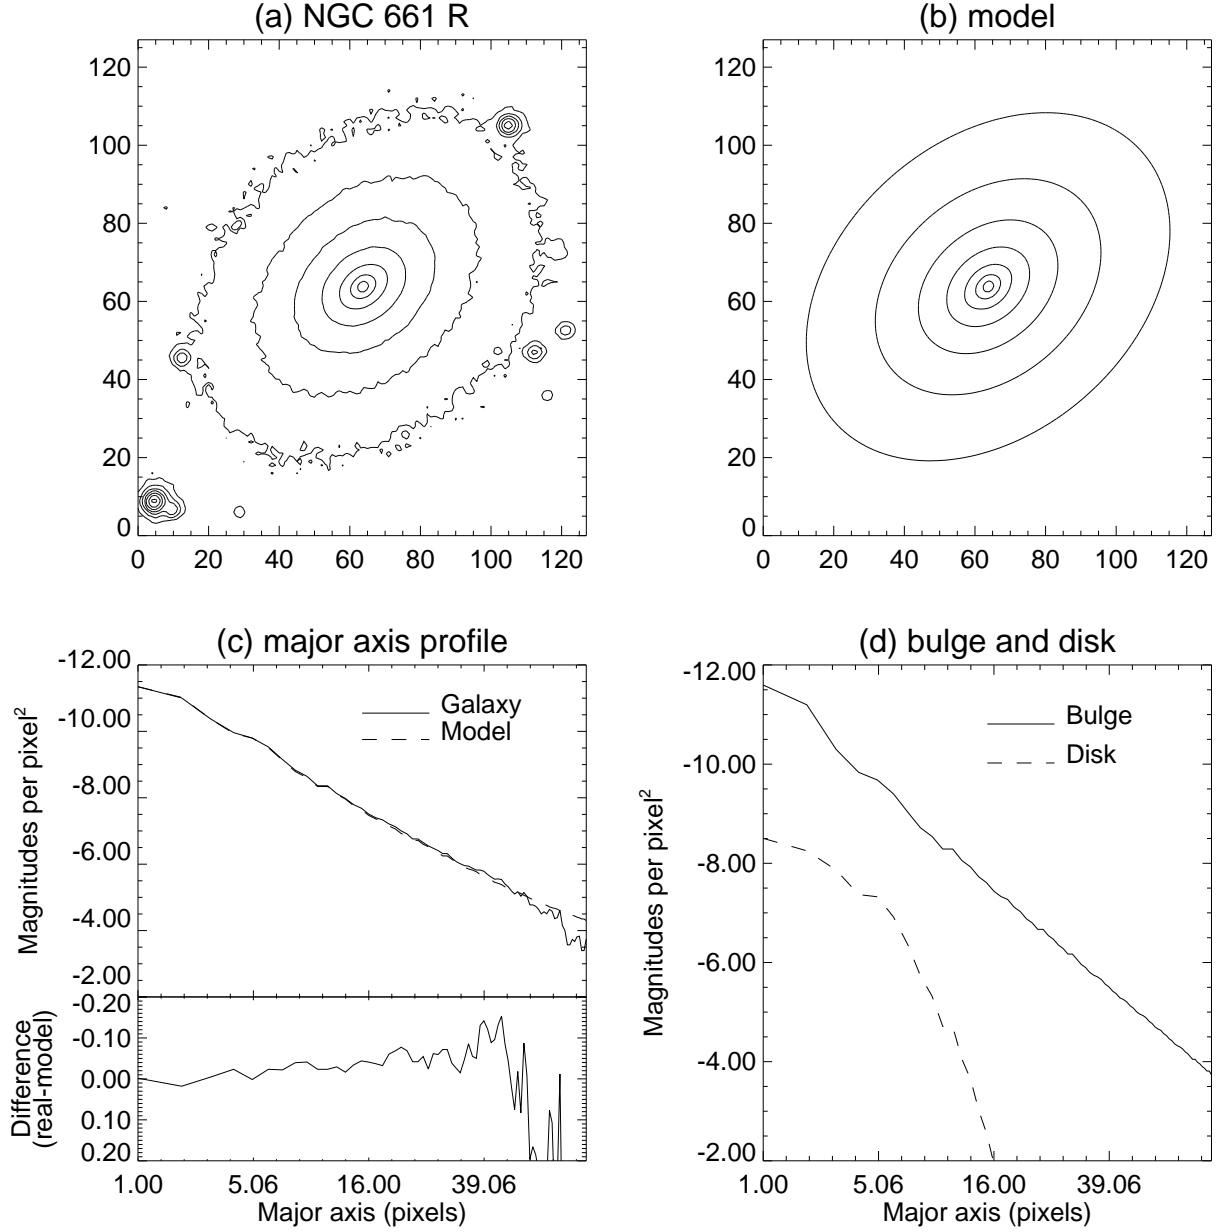 (a) NGC 661 R
(b) model
120
100
80
60
40
20
0
0 20 40 60 80 100 120
120
100
80
60
40
20
0
0 20 40 60 80 100 120
(c) major axis profile
(d) bulge and disk
Magnitudes per pixel²
-12.00
-10.00
-8.00
-6.00
-4.00
-2.00
Galaxy
Model
Difference
(real-model)
-0.20
-0.10
0.00
0.10
0.20
1.00 5.06 16.00 39.06
Major axis (pixels)
Magnitudes per pixel²
-12.00
-10.00
-8.00
-6.00
-4.00
-2.00
Bulge
Disk
1.00 5.06 16.00 39.06
Major axis (pixels)